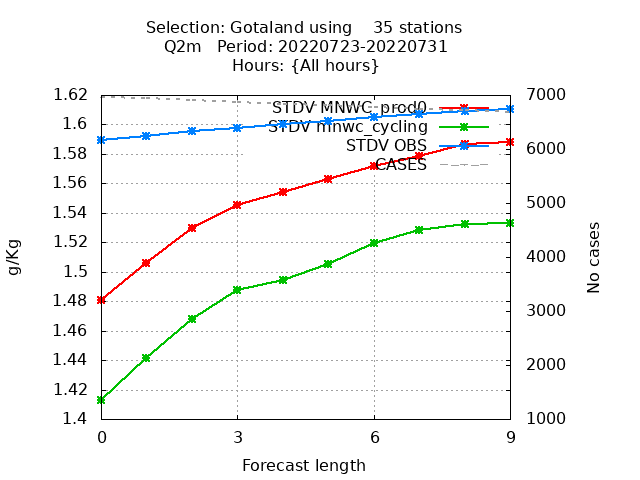 Selection: Gotaland using    35 stations
Q2m   Period: 20220723-20220731
Hours: {All hours}
1.62
1.6
1.58
1.56
1.54
1.52
1.5
1.48
1.46
1.44
1.42
1.4
g/Kg
STDV MNWC_prod0
STDV mnwc_cycling
STDV OBS
CASES
7000
6000
5000
4000
3000
2000
1000
No cases
0 3 6 9
Forecast length